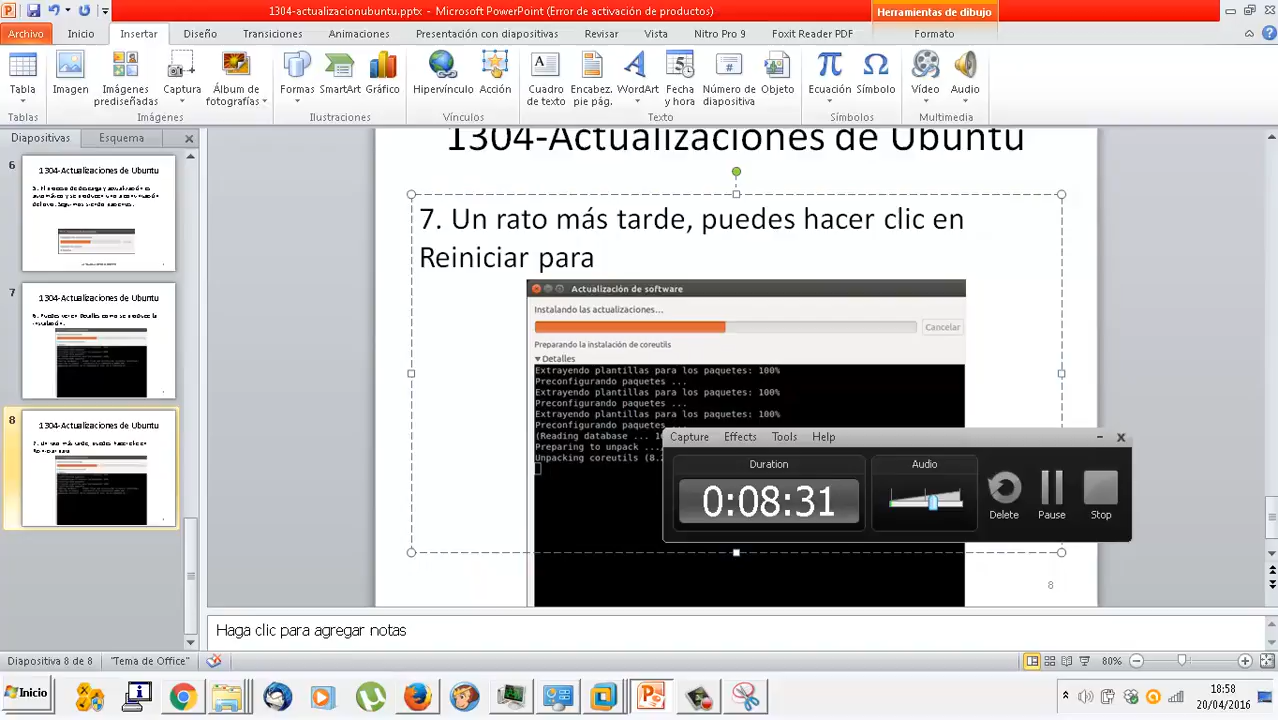 1304-actualizacionubuntu.pptx - Microsoft PowerPoint (Error de activación de productos)
Herramientas de dibujo
Archivo Inicio Insertar Diseño Transiciones Animaciones Presentación con diapositivas Revisar Vista Nitro Pro 9 Foxit Reader PDF Formato
Tabla
Imagen
Imágenes prediseñadas
Captura
Álbum de fotografías
Formas
SmartArt
Gráfico
Hipervínculo
Acción
Cuadro de texto
Encabez. pie pág.
WordArt
Fecha y hora
Número de diapositiva
Objeto
Ecuación
Símbolo
Vídeo
Audio
Tablas Imágenes Ilustraciones Vínculos Texto Símbolos Multimedia
Diapositivas Esquema
6
1304-Actualizaciones de Ubuntu
7
1304-Actualizaciones de Ubuntu
8
1304-Actualizaciones de Ubuntu
1304-Actualizaciones de Ubuntu
7. Un rato más tarde, puedes hacer clic en
Reiniciar para
Actualización de software
Instalando las actualizaciones...
Cancelar
Preparando la instalación de coreutils
Detalles
Extrayendo plantillas para los paquetes: 100%
Preconfigurando paquetes ...
Extrayendo plantillas para los paquetes: 100%
Preconfigurando paquetes ...
Extrayendo plantillas para los paquetes: 100%
Preconfigurando paquetes ...
(Reading database ...
Preparing to unpack ...
Unpacking coreutils (8.
Capture Effects Tools Help
Duration
0:08:31
Audio
Delete
Pause
Stop
8
Haga clic para agregar notas
Diapositiva 8 de 8 "Tema de Office" 80%
Inicio
18:58
20/04/2016